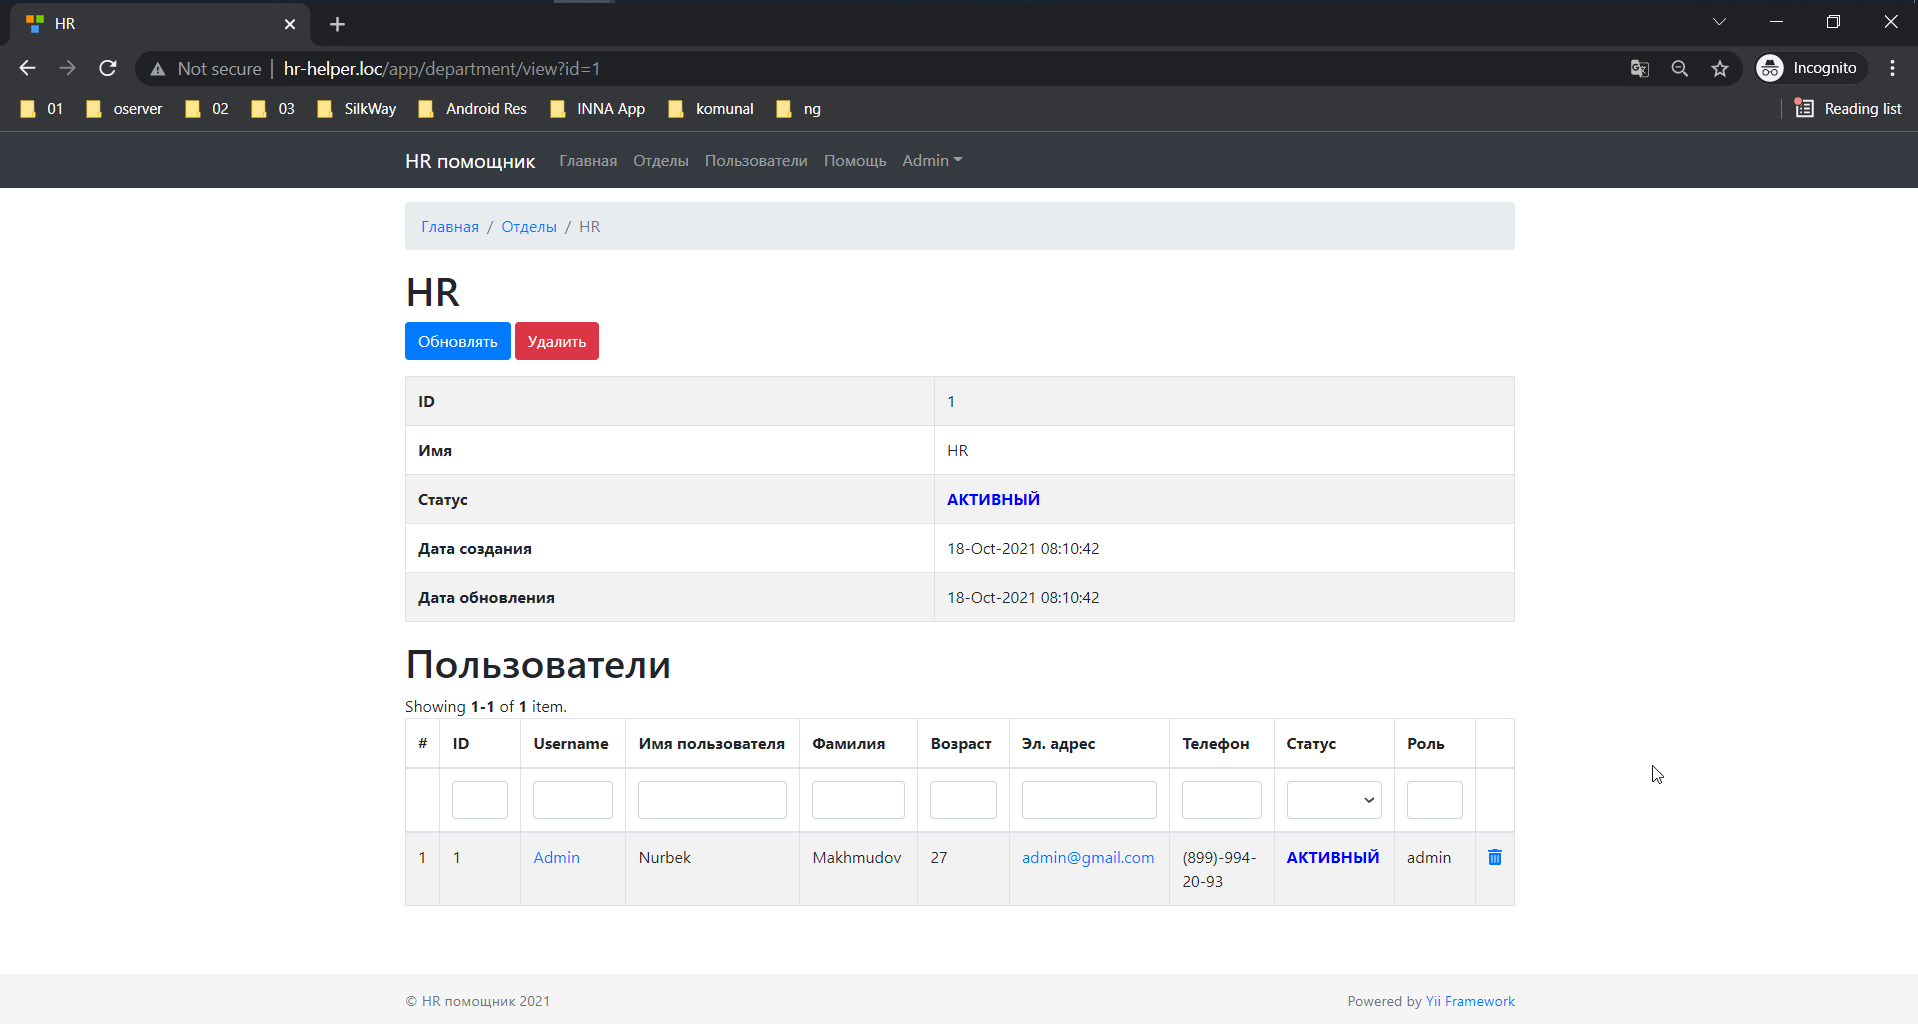 HR
Not secure | hr-helper.loc/app/department/view?id=1
Incognito
01 oserver 02 03 SilkWay Android Res INNA App komunal ng Reading list
HR помощник Главная Отделы Пользователи Помощь Admin
Главная / Отделы / HR
HR
Обновлять Удалить
ID 1
Имя HR
Статус АКТИВНЫЙ
Дата создания 18-Oct-2021 08:10:42
Дата обновления 18-Oct-2021 08:10:42
Пользователи
Showing 1-1 of 1 item.
# ID Username Имя пользователя Фамилия Возраст Эл. адрес Телефон Статус Роль
1 1 Admin Nurbek Makhmudov 27 admin@gmail.com (899)-994- АКТИВНЫЙ admin
20-93
© HR помощник 2021 Powered by Yii Framework